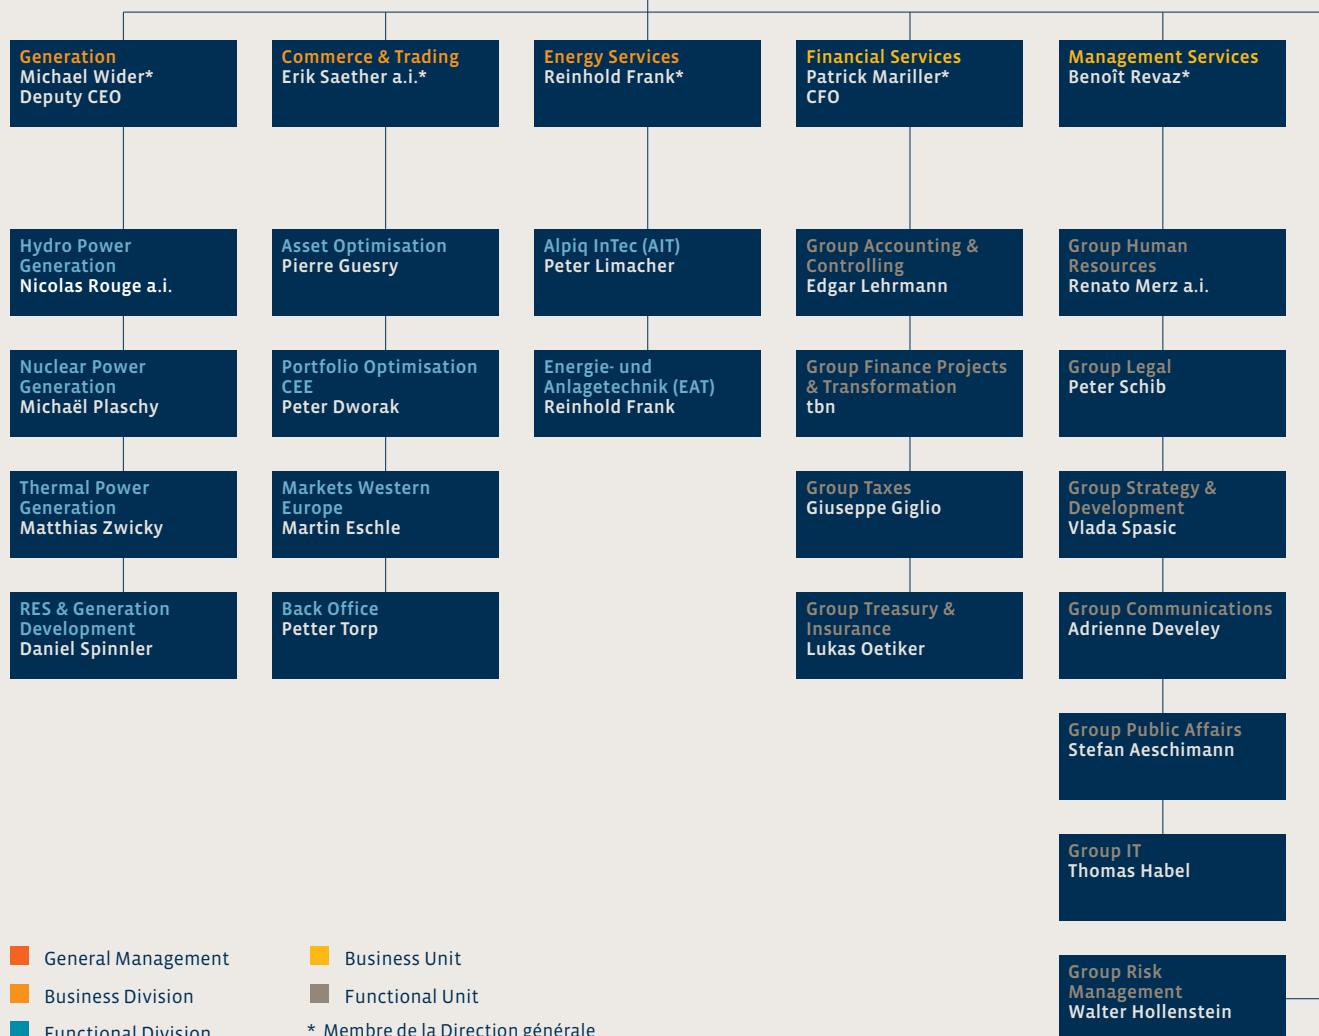 Generation
Michael Wider*
Deputy CEO
Commerce & Trading
Erik Saether a.i.*
Energy Services
Reinhold Frank*
Financial Services
Patrick Mariller*
CFO
Management Services
Benoît Revaz*
Hydro Power
Generation
Nicolas Rouge a.i.
Asset Optimisation
Pierre Guesry
Alpiq InTec (AIT)
Peter Limacher
Group Accounting &
Controlling
Edgar Lehrmann
Group Human
Resources
Renato Merz a.i.
Nuclear Power
Generation
Michaël Plaschy
Portfolio Optimisation
CEE
Peter Dworak
Energie- und
Anlagetechnik (EAT)
Reinhold Frank
Group Finance Projects
& Transformation
tbn
Group Legal
Peter Schib
Thermal Power
Generation
Matthias Zwicky
Markets Western
Europe
Martin Eschle
Group Taxes
Giuseppe Giglio
Group Strategy &
Development
Vlada Spasic
RES & Generation
Development
Daniel Spinnler
Back Office
Petter Torp
Group Treasury &
Insurance
Lukas Oetiker
Group Communications
Adrienne Develey
Group Public Affairs
Stefan Aeschimann
Group IT
Thomas Habel
Group Risk
Management
Walter Hollenstein
General Management
Business Division
Functional Division
Business Unit
Functional Unit
* Membre de la Direction générale